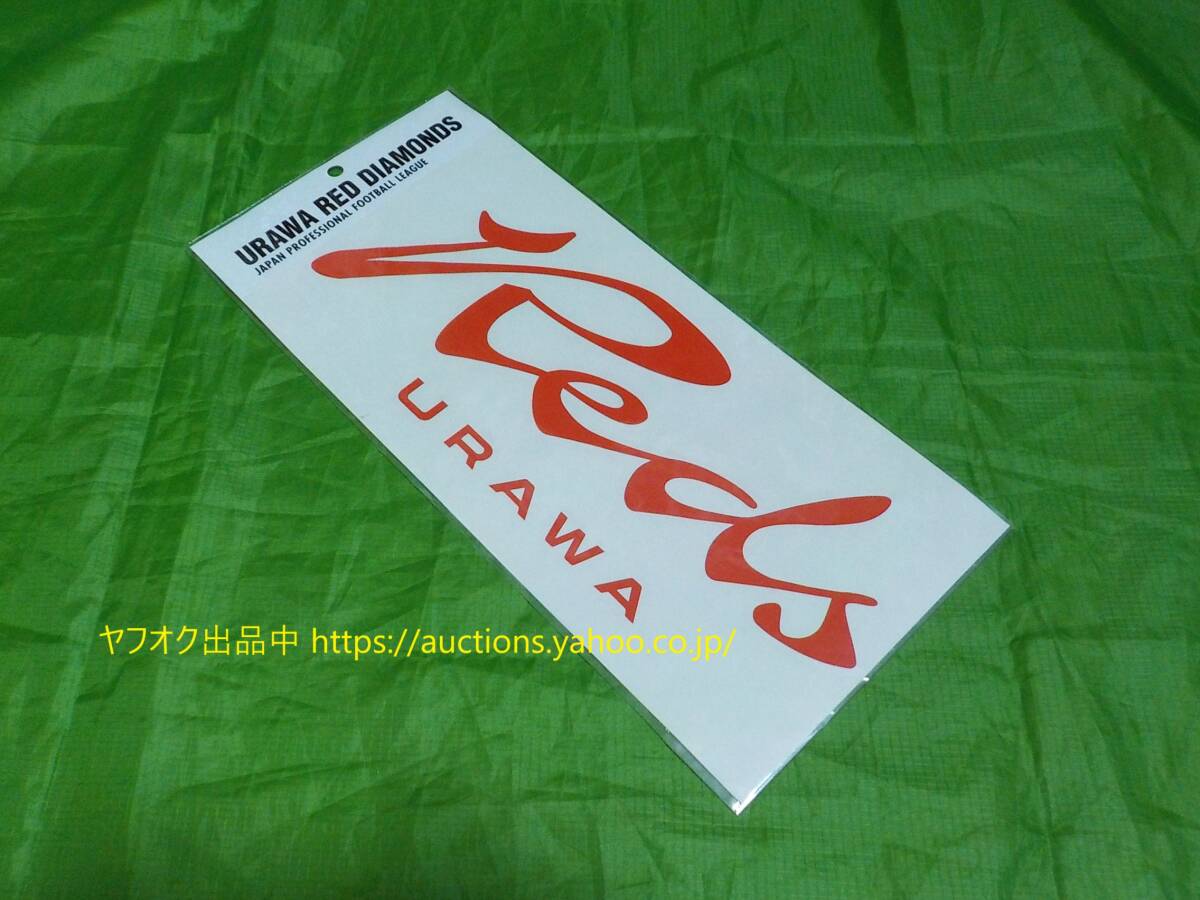 URAWA RED DIAMONDS
JAPAN PROFESSIONAL FOOTBALL LEAGUE
Reds
URAWA
ヤフオク出品中 https://auctions.yahoo.co.jp/